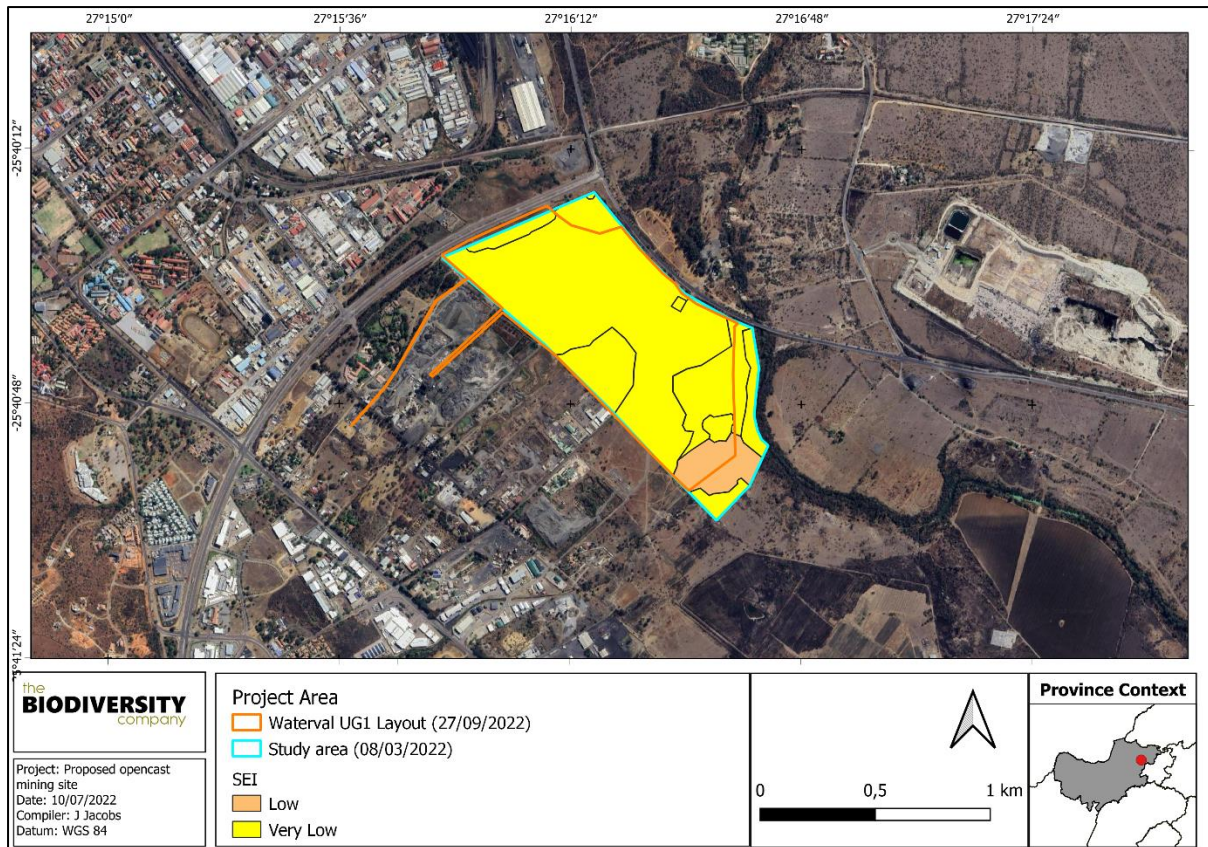 27°15′0″ 27°15′36″ 27°16′12″ 27°16′48″ 27°17′24″
-25°40′12″
-25°40′48″
5°41′24″
the
BIODIVERSITY
company
Project: Proposed opencast
mining site
Date: 10/07/2022
Compiler: J Jacobs
Datum: WGS 84
Project Area
Waterval UG1 Layout (27/09/2022)
Study area (08/03/2022)
SEI
Low
Very Low
0 0,5 1 km
Province Context